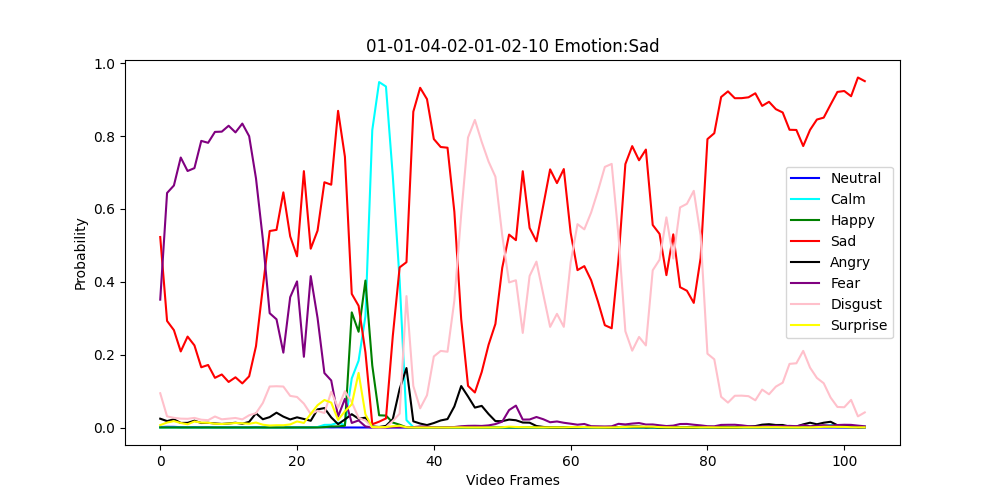 01-01-04-02-01-02-10 Emotion:Sad
1.0
0.8
0.6
0.4
0.2
0.0
Probability
Neutral
Calm
Happy
Sad
Angry
Fear
Disgust
Surprise
0 20 40 60 80 100
Video Frames